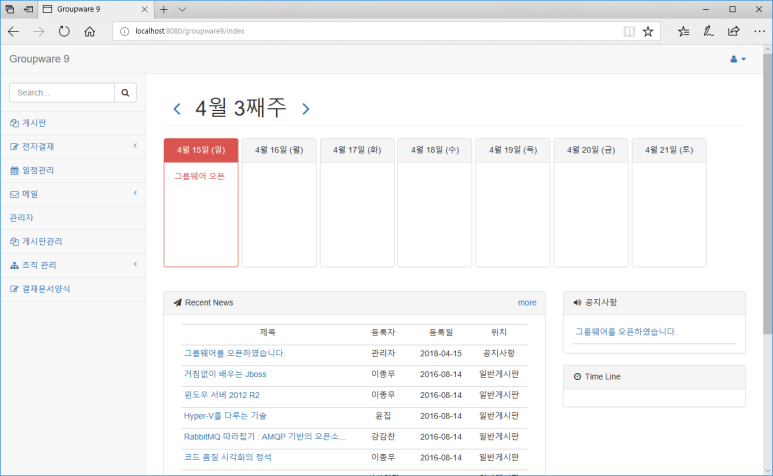 Groupware 9
localhost:8080/groupware9/index
Groupware 9
Search...
게시판
전자결재
일정관리
메일
관리자
게시판관리
조직 관리
결재문서양식
4월 3째주
4월 15일 (일) 4월 16일 (월) 4월 17일 (화) 4월 18일 (수) 4월 19일 (목) 4월 20일 (금) 4월 21일 (토)
그룹웨어 오픈
Recent News more
제목 등록자 등록일 위치
그룹웨어를 오픈하였습니다. 관리자 2018-04-15 공지사항
거침없이 배우는 Jboss 이종무 2016-08-14 일반게시판
윈도우 서버 2012 R2 이종무 2016-08-14 일반게시판
Hyper-V를 다루는 기술 윤집 2016-08-14 일반게시판
RabbitMQ 따라잡기 : AMQP 기반의 오픈소... 강감찬 2016-08-14 일반게시판
코드 품질 시각화의 정석 이종무 2016-08-14 일반게시판
공지사항
그룹웨어를 오픈하였습니다.
Time Line